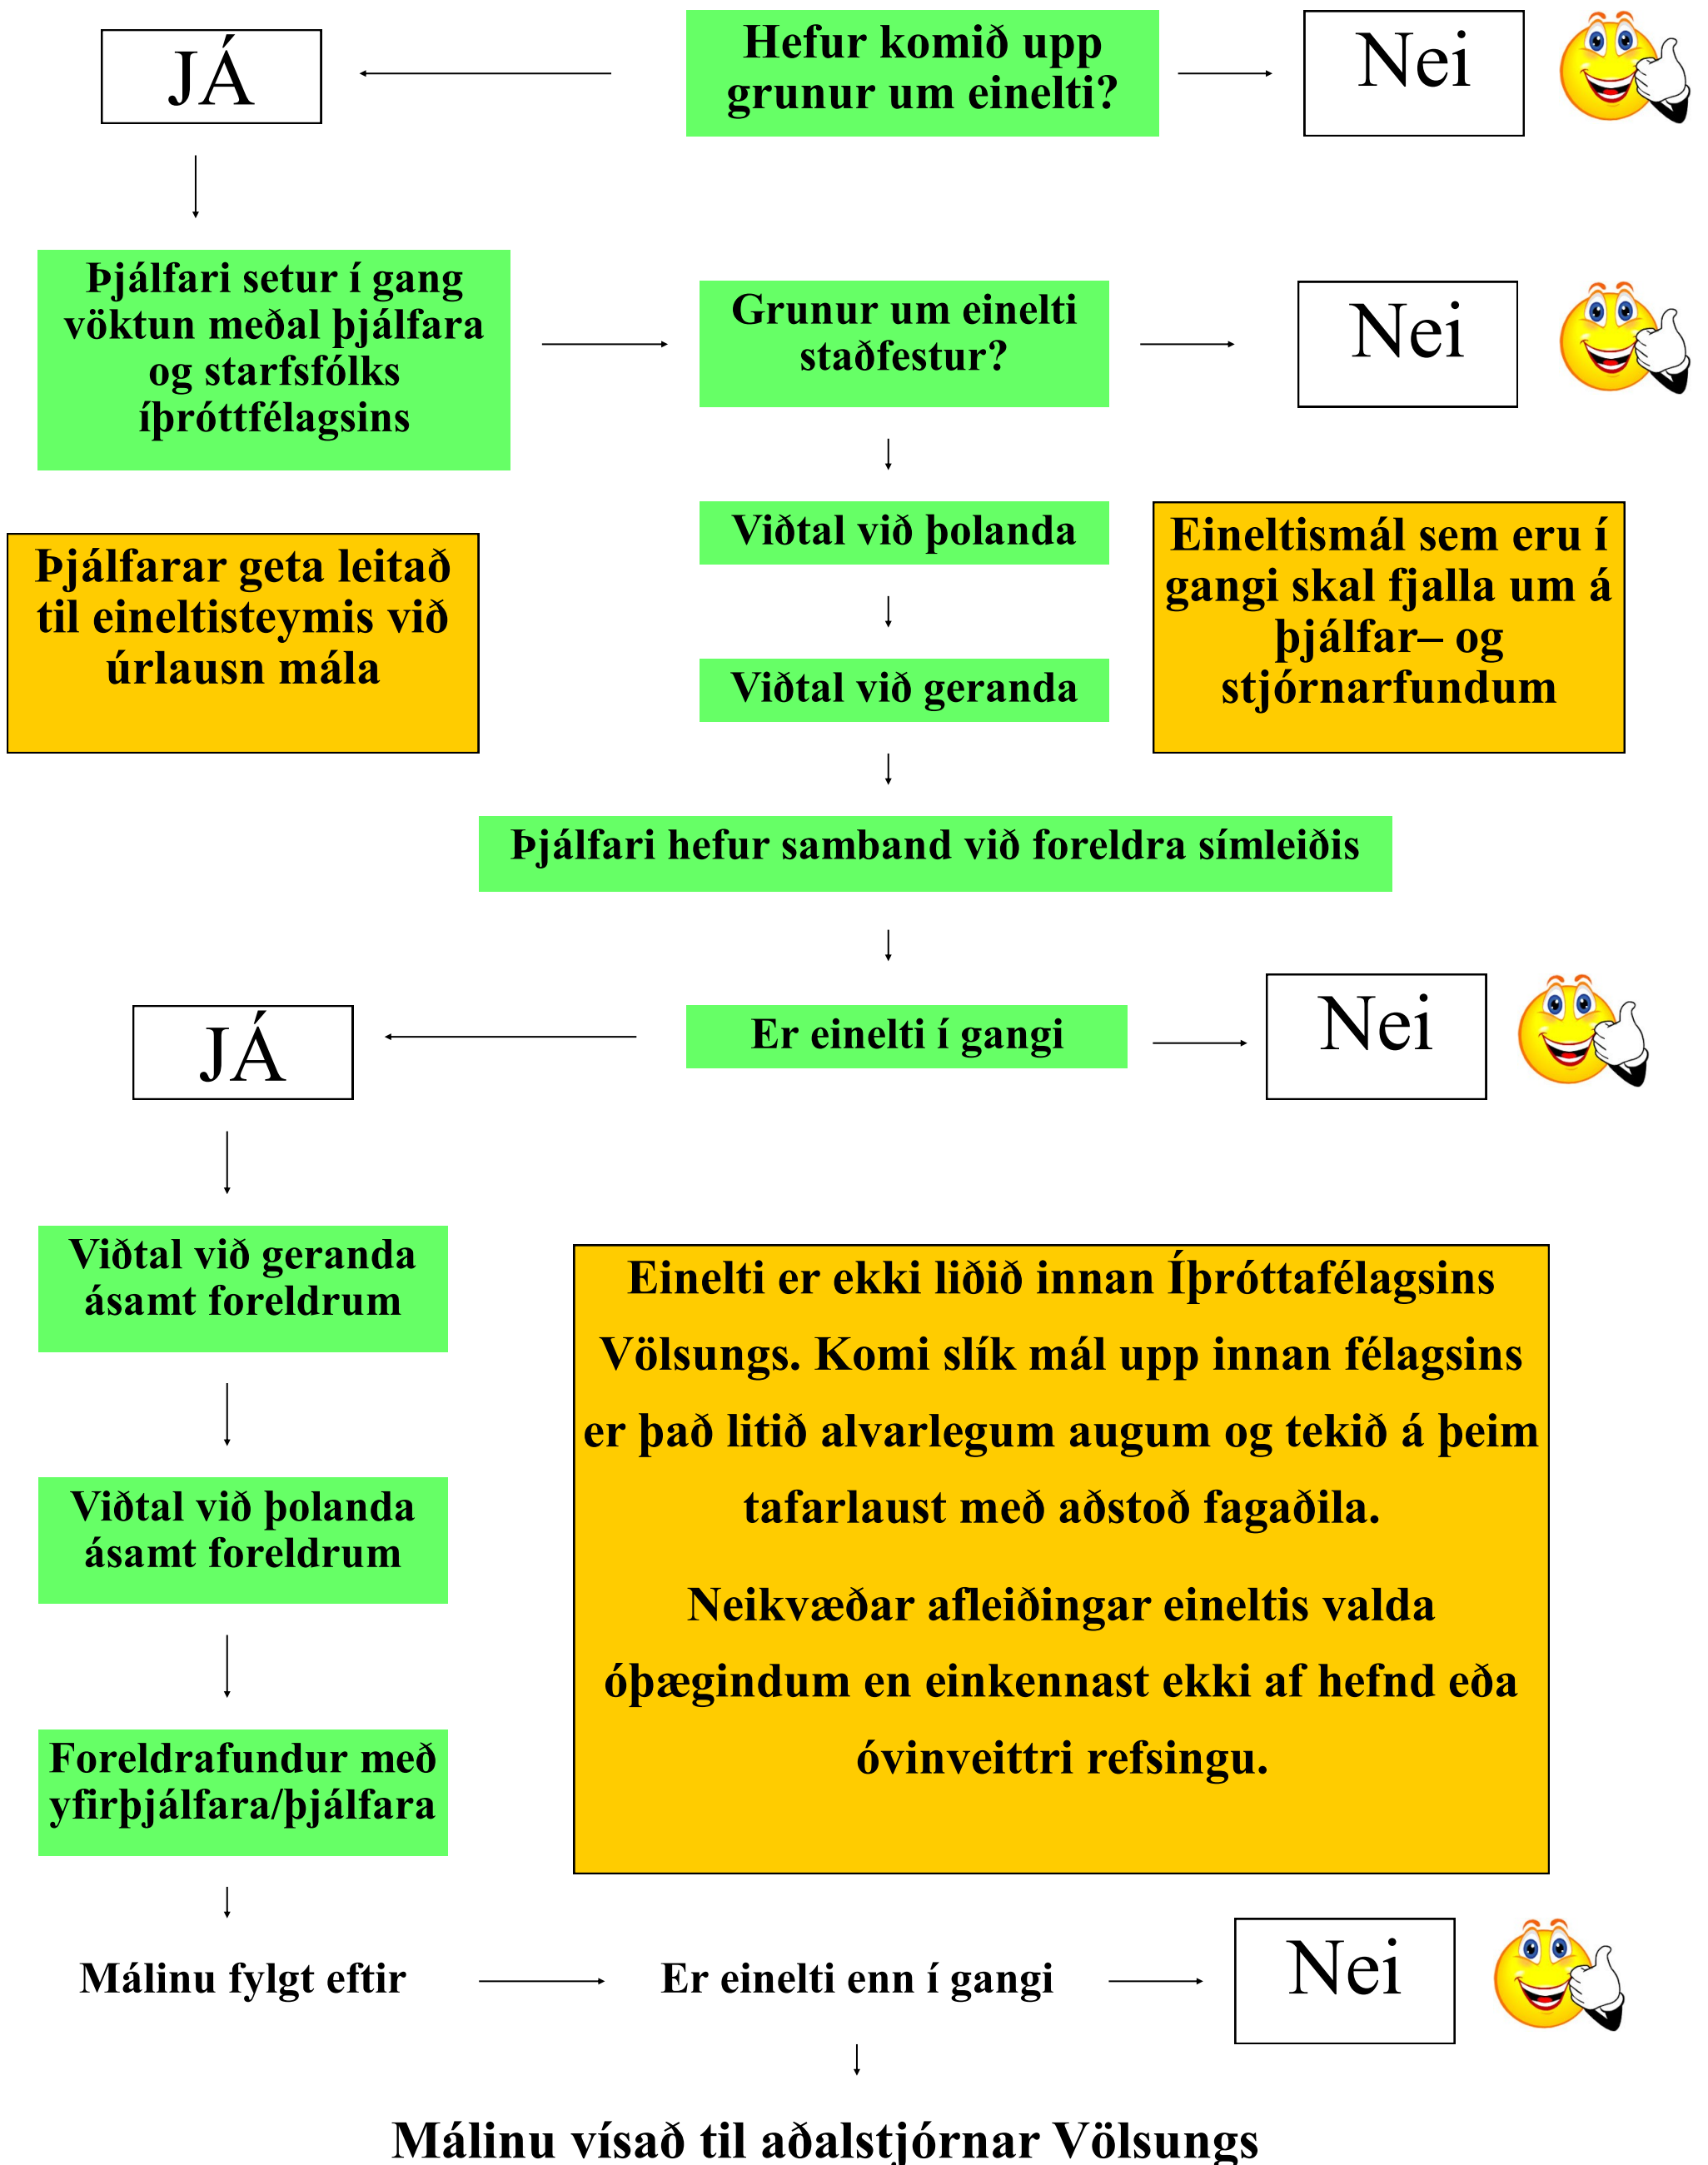 JÁ
Hefur komið upp
grunur um einelti?
Nei
Þjálfari setur í gang
vöktun meðal þjálfara
og starfsfólks
íþróttfélagsins
Grunur um einelti
staðfestur?
Nei
Viðtal við þolanda
Þjálfarar geta leitað
til eineltisteymis við
úrlausn mála
Eineltismál sem eru í
gangi skal fjalla um á
þjálfar– og
stjórnarfundum
Viðtal við geranda
Þjálfari hefur samband við foreldra símleiðis
JÁ
Er einelti í gangi
Nei
Viðtal við geranda
ásamt foreldrum
Viðtal við þolanda
ásamt foreldrum
Foreldrafundur með
yfirþjálfara/þjálfara
Einelti er ekki liðið innan Íþróttafélagsins
Völsungs. Komi slík mál upp innan félagsins
er það litið alvarlegum augum og tekið á þeim
tafarlaust með aðstoð fagaðila.
Neikvæðar afleiðingar eineltis valda
óþægindum en einkennast ekki af hefnd eða
óvinveittri refsingu.
Málinu fylgt eftir
Er einelti enn í gangi
Nei
Málinu vísað til aðalstjórnar Völsungs